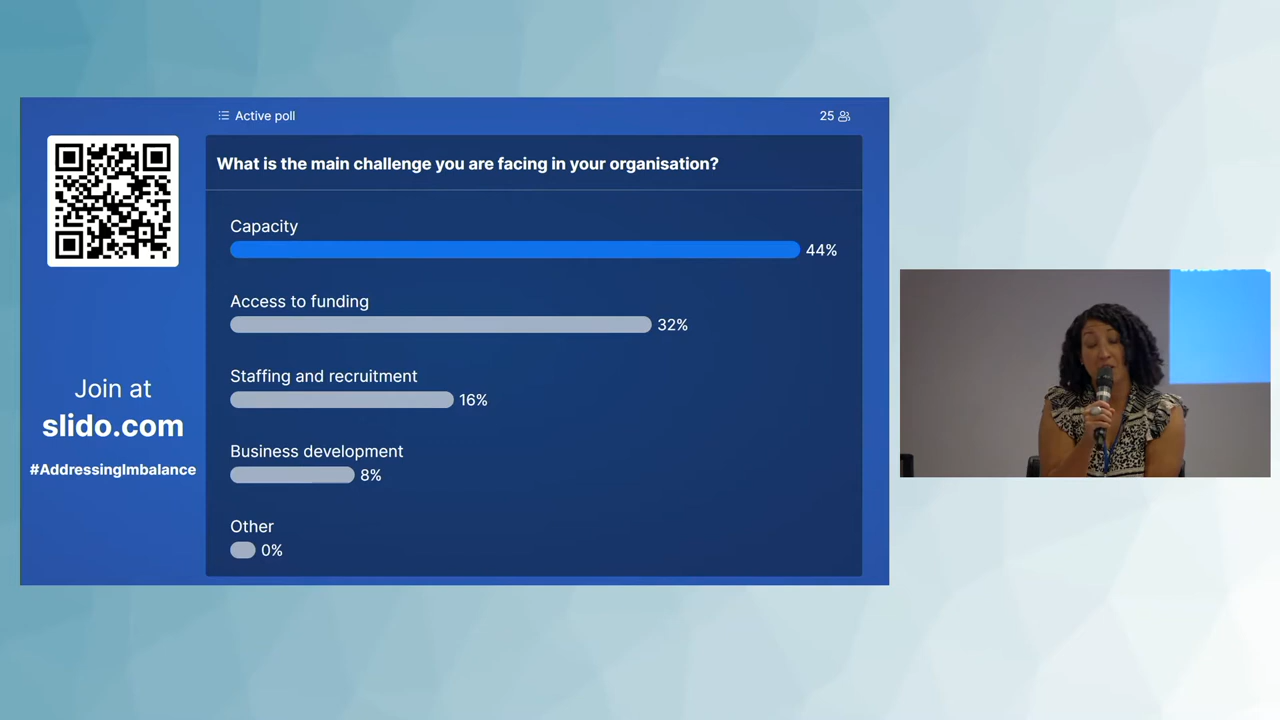 Active poll
25
What is the main challenge you are facing in your organisation?
Capacity
44%
Access to funding
32%
Staffing and recruitment
16%
Business development
8%
Other
0%
Join at
slido.com
#AddressingImbalance